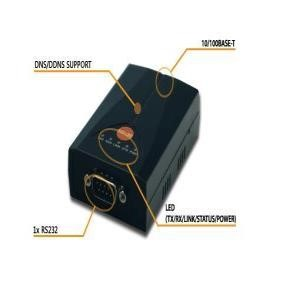 10/100BASE-T
DNS/DDNS SUPPORT
LED
(TX/RX/LINK/STATUS/POWER)
1x RS232